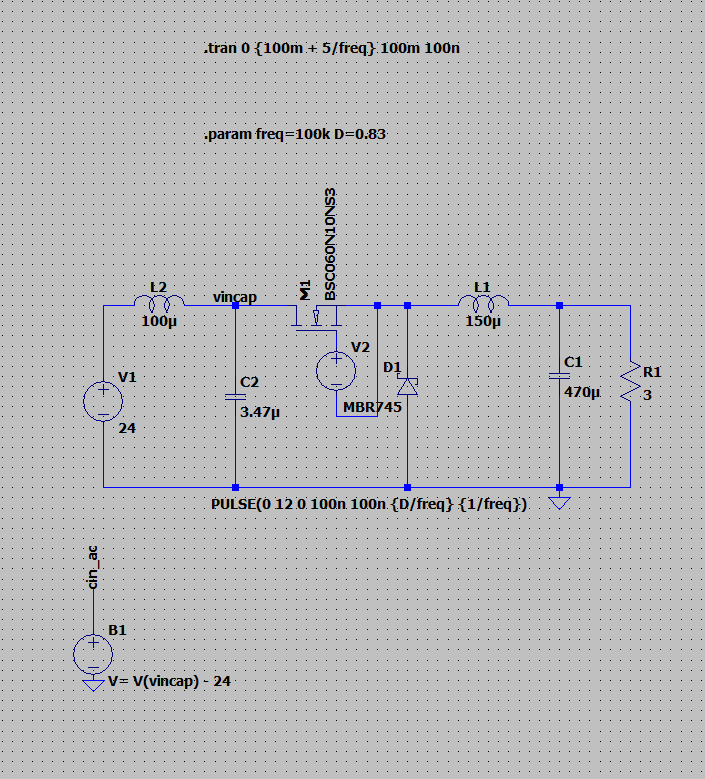 .tran 0 {100m + 5/freq} 100m 100n
.param freq=100k D=0.83
BSC060N10NS3
M1
L2
100µ
vincap
L1
150µ
V1
24
C2
3.47µ
V2
D1
MBR745
C1
470µ
R1
3
PULSE(0 12 0 100n 100n {D/freq} {1/freq})
cin_ac
B1
V= V(vincap) - 24